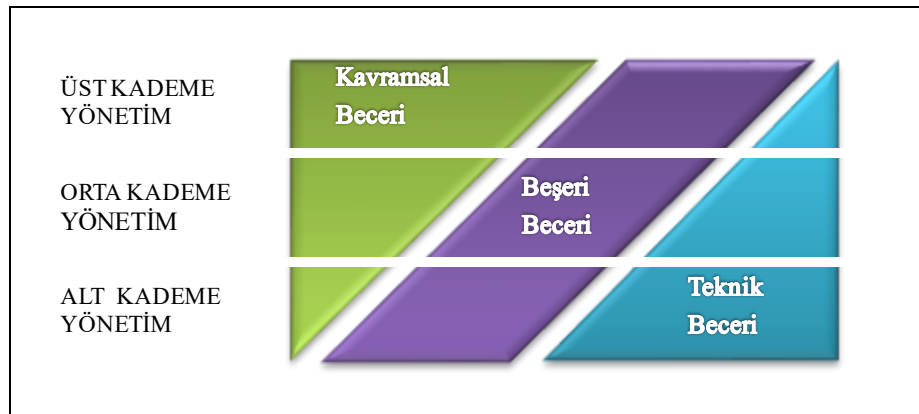 ÜST KADEME
YÖNETİM
Kavramsal
Beceri
ORTA KADEME
YÖNETİM
Beşeri
Beceri
ALT KADEME
YÖNETİM
Teknik
Beceri